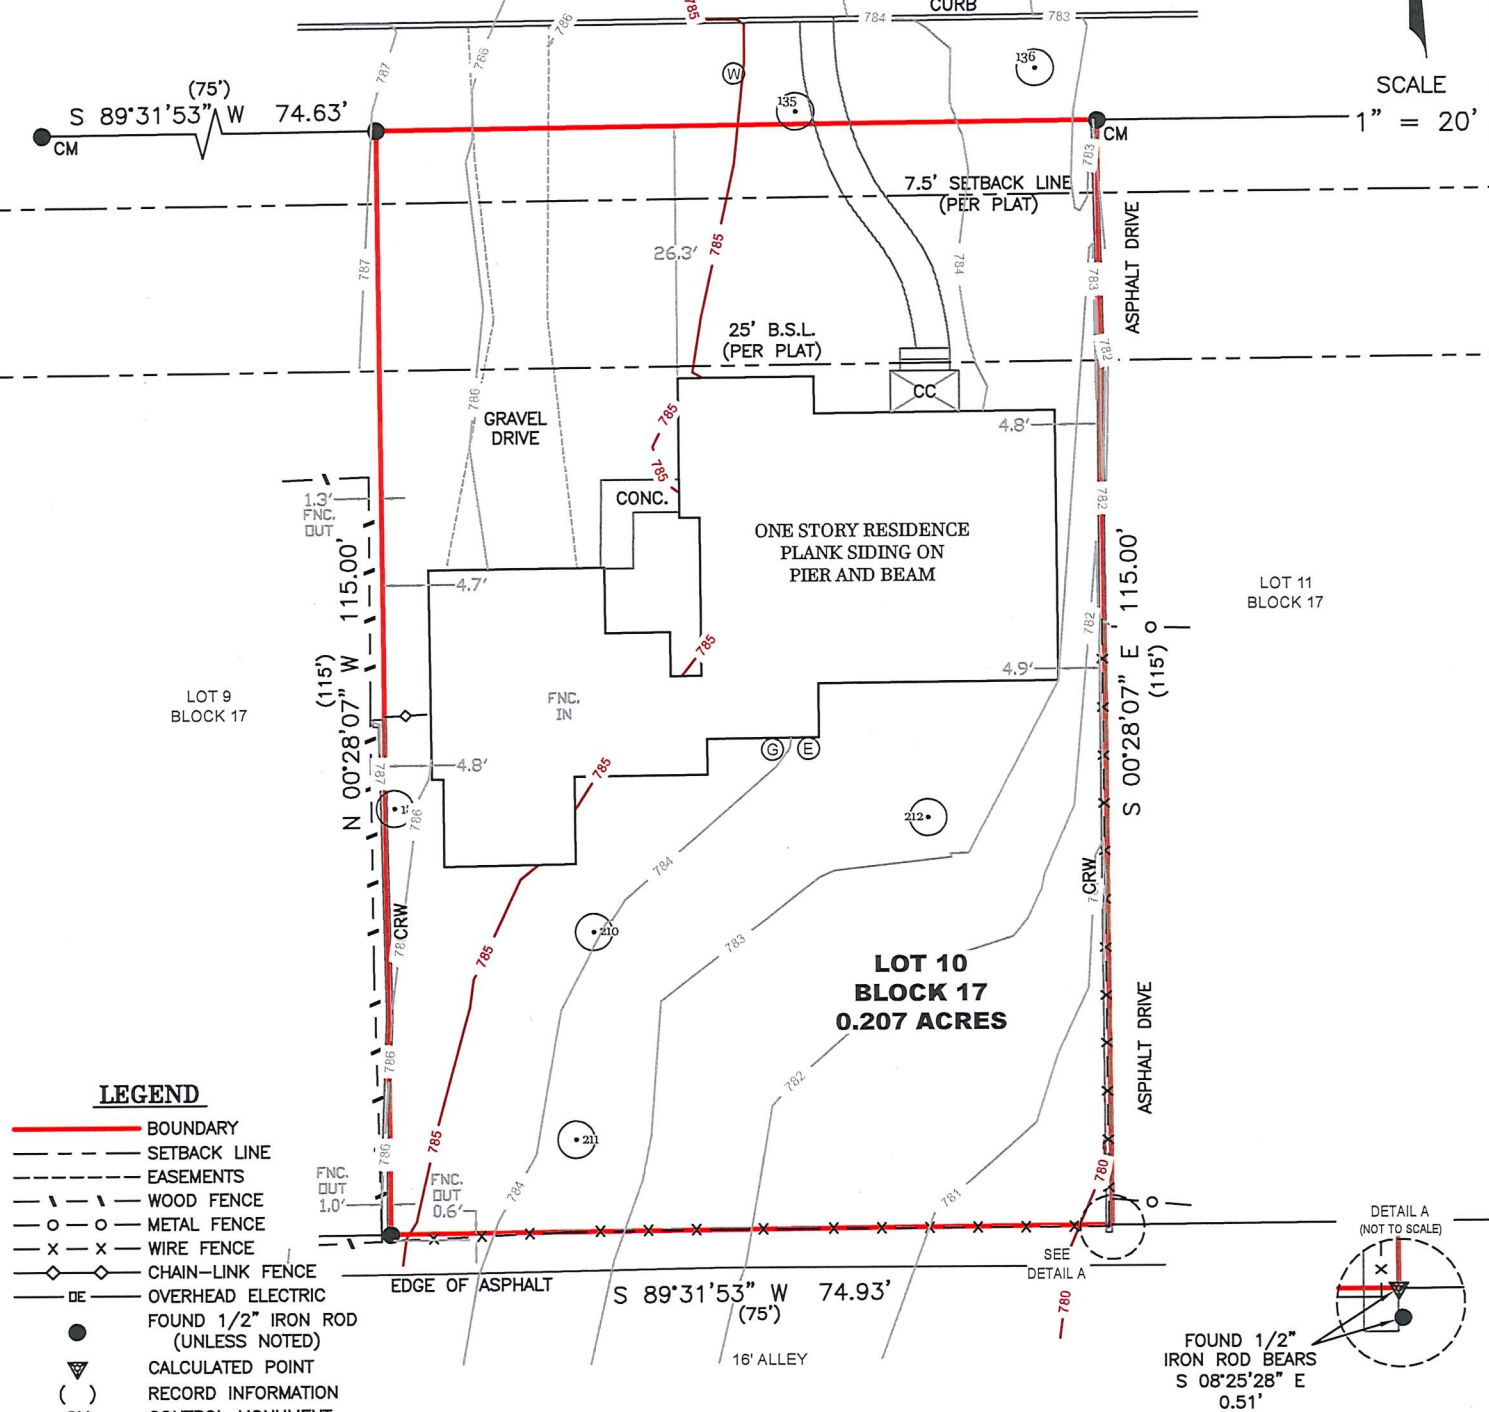 CURB
785
786
786
784
783
787
W
136
135
SCALE
1" = 20'
(75')
S 89°31'53" W 74.63'
CM
CM
783
7.5' SETBACK LINE
(PER PLAT)
ASPHALT DRIVE
26.3'
785
784
787
783
25' B.S.L.
(PER PLAT)
782
CC
786
GRAVEL
DRIVE
785
4.8'
785
CONC.
1.3'
FNC.
OUT
782
ONE STORY RESIDENCE
PLANK SIDING ON
PIER AND BEAM
4.7'
LOT 11
BLOCK 17
N 00°28'07" W 115.00'
(115')
S 00°28'07" E 115.00'
(115')
782
785
4.9'
LOT 9
BLOCK 17
FNC.
IN
G
E
4.8'
787
785
786
212
784
CRW
CRW
210
783
785
LOT 10
BLOCK 17
0.207 ACRES
ASPHALT DRIVE
786
782
211
785
786
784
781
780
FNC.
OUT
1.0'
FNC.
OUT
0.6'
LEGEND
BOUNDARY
SETBACK LINE
EASEMENTS
WOOD FENCE
METAL FENCE
WIRE FENCE
CHAIN-LINK FENCE
OE OVERHEAD ELECTRIC
FOUND 1/2" IRON ROD
(UNLESS NOTED)
CALCULATED POINT
( ) RECORD INFORMATION
CM CONTROL MONUMENT
EDGE OF ASPHALT
S 89°31'53" W 74.93'
(75')
16' ALLEY
SEE
DETAIL A
780
DETAIL A
(NOT TO SCALE)
FOUND 1/2"
IRON ROD BEARS
S 08°25'28" E
0.51'